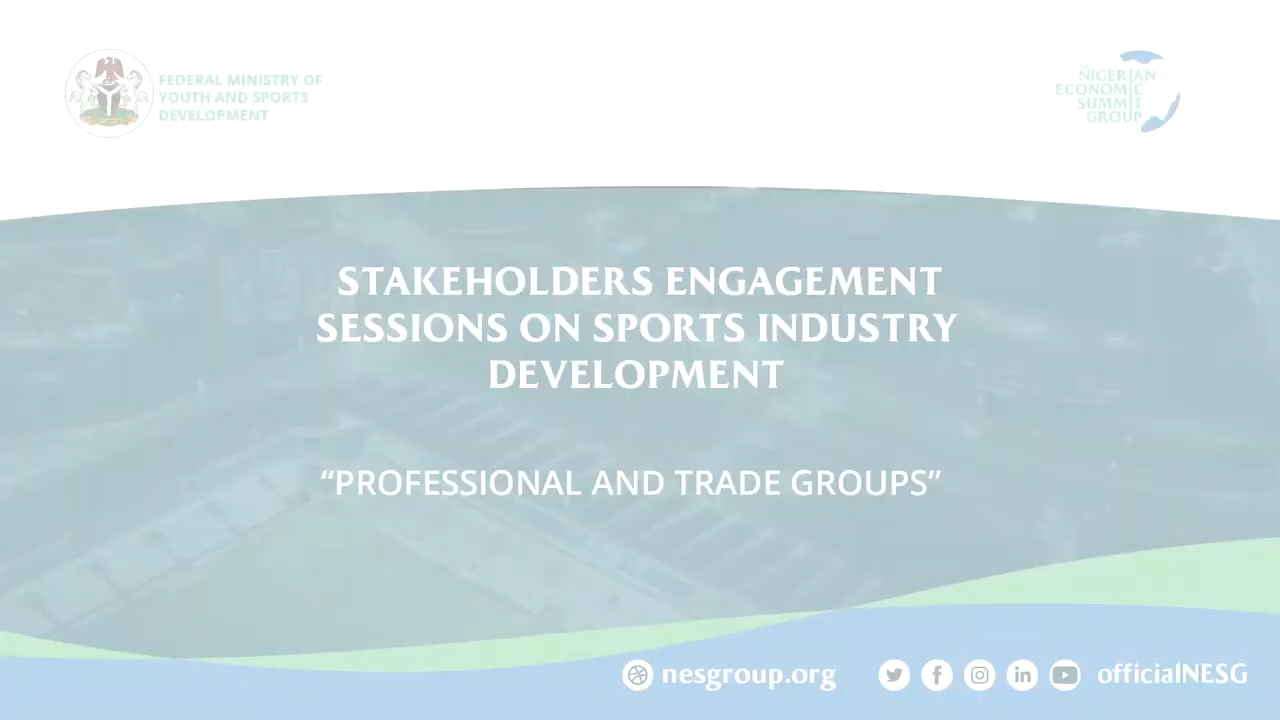 FEDERAL MINISTRY OF
YOUTH AND SPORTS
DEVELOPMENT
THE
NIGERIAN
ECONOMIC
SUMMIT
GROUP
STAKEHOLDERS ENGAGEMENT
SESSIONS ON SPORTS INDUSTRY
DEVELOPMENT
“PROFESSIONAL AND TRADE GROUPS”
nesgroup.org
officialNESG